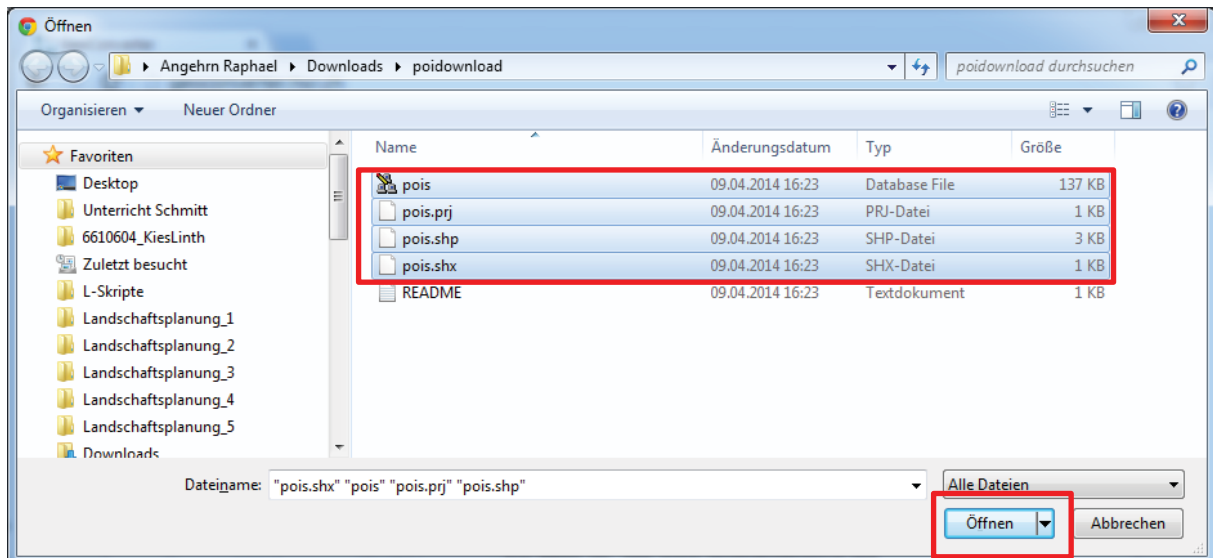 Öffnen
Angehrn Raphael Downloads poidownload poidownload durchsuchen
Organisieren Neuer Ordner
Name Änderungsdatum Typ Größe
Favoriten
Desktop pois 09.04.2014 16:23 Database File 137 KB
Unterricht Schmitt pois.prj 09.04.2014 16:23 PRJ-Datei 1 KB
6610604_KiesLinth pois.shp 09.04.2014 16:23 SHP-Datei 3 KB
Zuletzt besucht pois.shx 09.04.2014 16:23 SHX-Datei 1 KB
L-Skripte README 09.04.2014 16:23 Textdokument 1 KB
Landschaftsplanung_1
Landschaftsplanung_2
Landschaftsplanung_3
Landschaftsplanung_4
Landschaftsplanung_5
Downloads
Dateiname: "pois.shx" "pois" "pois.prj" "pois.shp" Alle Dateien
Öffnen Abbrechen